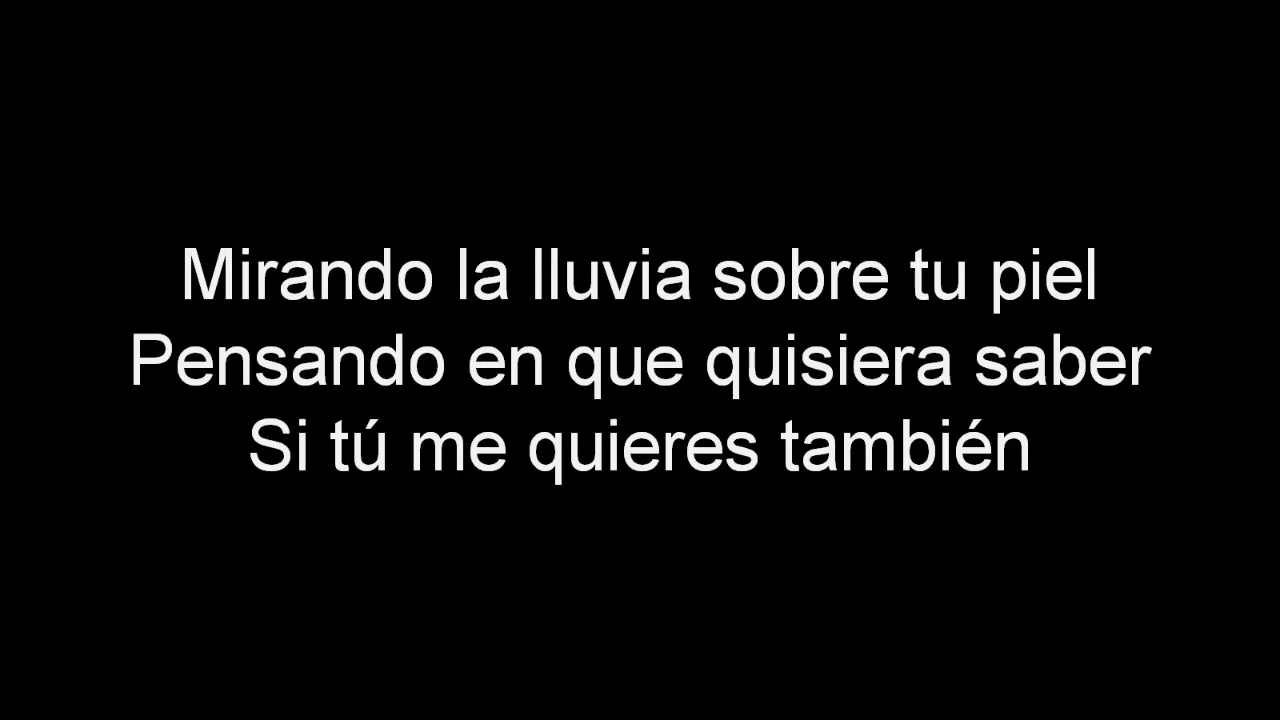 Mirando la lluvia sobre tu piel
Pensando en que quisiera saber
Si tú me quieres también